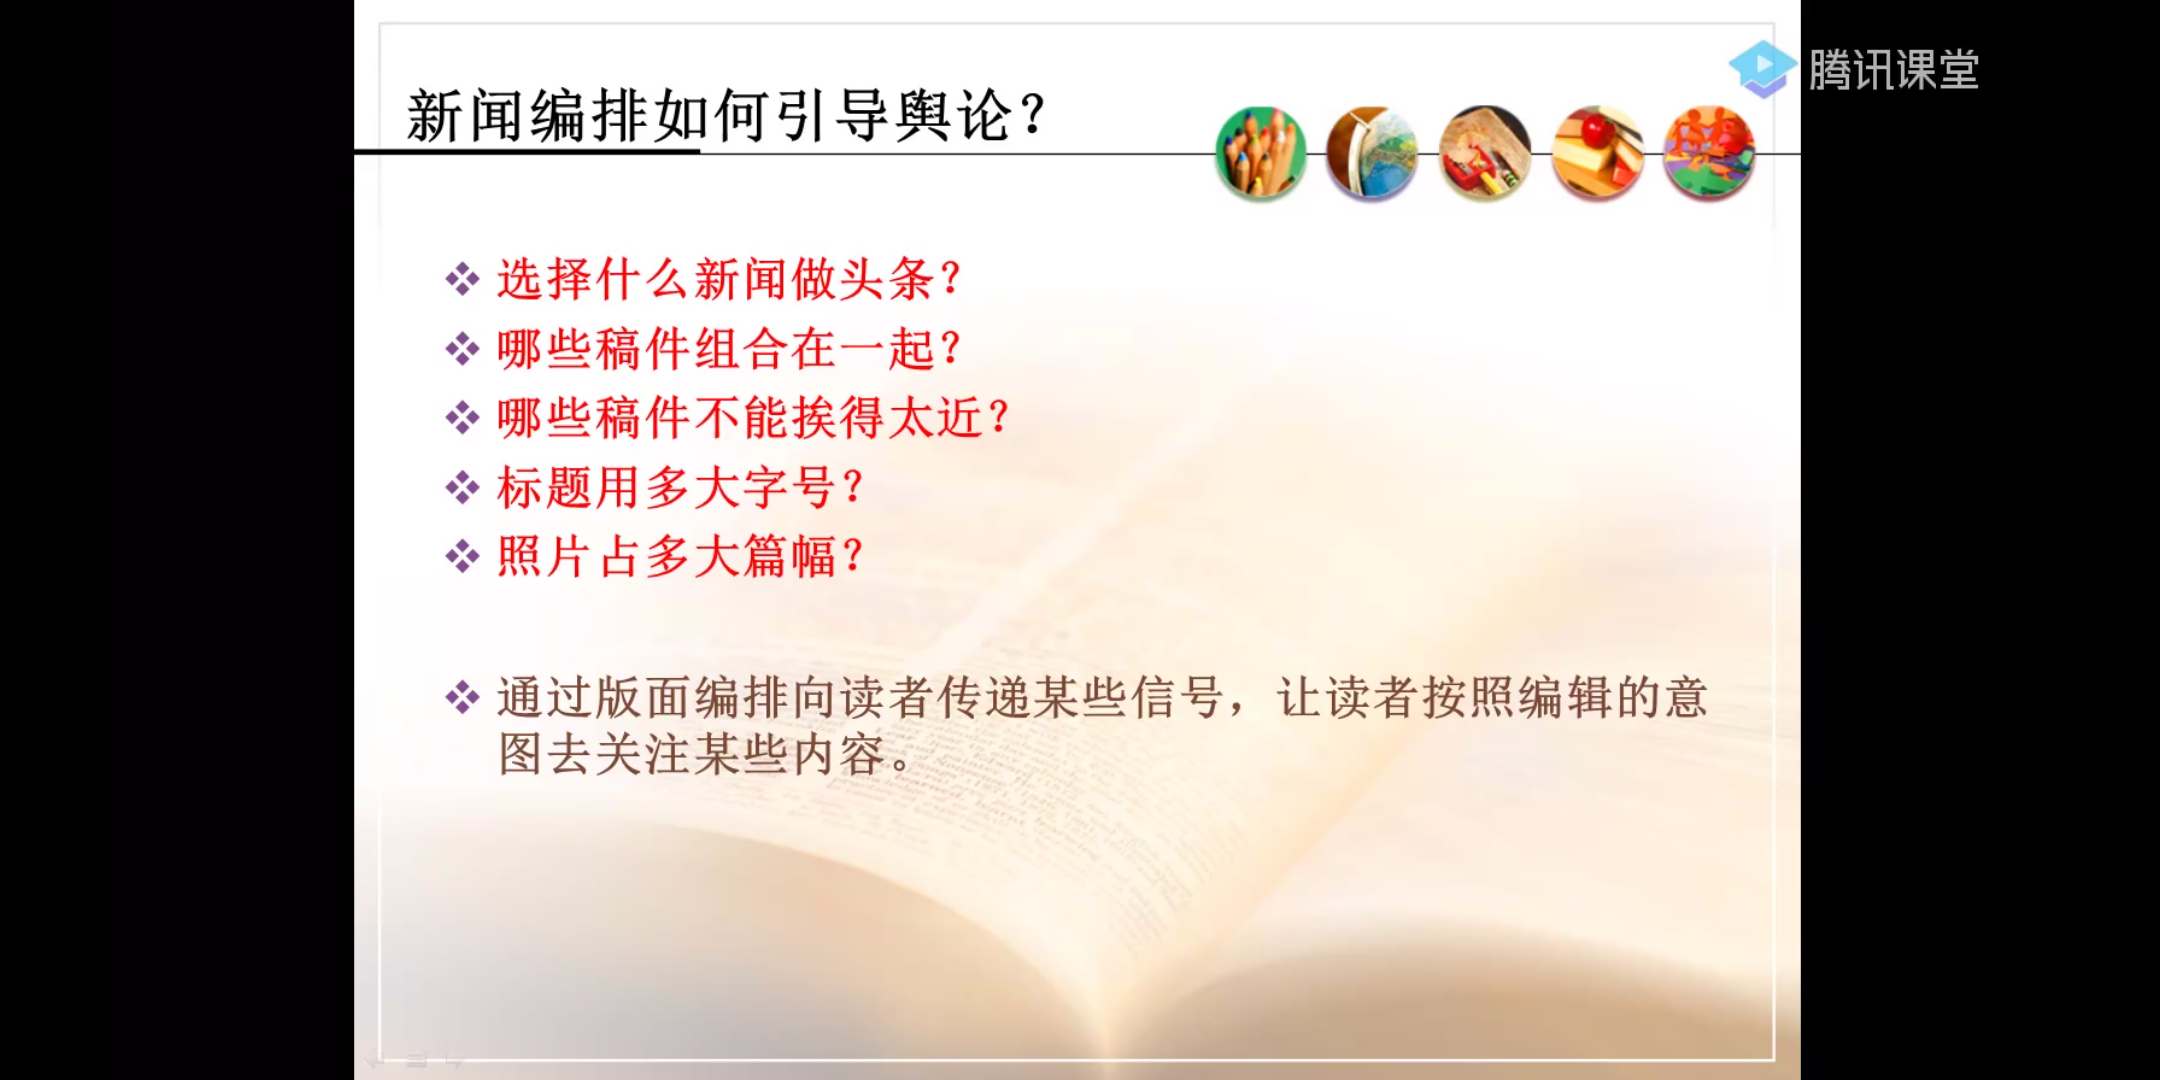 腾讯课堂
新闻编排如何引导舆论？
选择什么新闻做头条？
哪些稿件组合在一起？
哪些稿件不能挨得太近？
标题用多大字号？
照片占多大篇幅？
通过版面编排向读者传递某些信号，让读者按照编辑的意
图去关注某些内容。